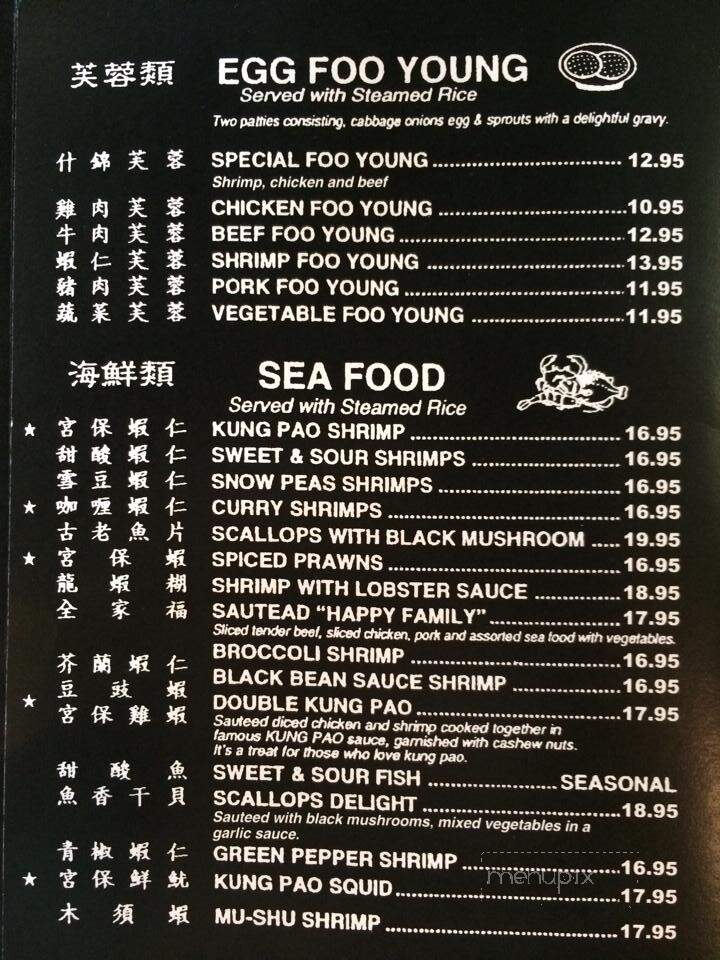 芙蓉類 EGG FOO YOUNG
Served with Steamed Rice
Two patties consisting, cabbage onions egg & sprouts with a delightful gravy.
什錦芙蓉 SPECIAL FOO YOUNG 12.95
Shrimp, chicken and beef
雞肉芙蓉 CHICKEN FOO YOUNG 10.95
牛肉芙蓉 BEEF FOO YOUNG 12.95
蝦仁芙蓉 SHRIMP FOO YOUNG 13.95
豬肉芙蓉 PORK FOO YOUNG 11.95
蔬菜芙蓉 VEGETABLE FOO YOUNG 11.95
海鮮類 SEA FOOD
Served with Steamed Rice
★ 宮保蝦仁 KUNG PAO SHRIMP 16.95
甜酸蝦仁 SWEET & SOUR SHRIMPS 16.95
雪豆蝦仁 SNOW PEAS SHRIMPS 16.95
★ 咖喱蝦仁 CURRY SHRIMPS 16.95
古老魚片 SCALLOPS WITH BLACK MUSHROOM 19.95
★ 宮保蝦 SPICED PRAWNS 16.95
龍蝦糊 SHRIMP WITH LOBSTER SAUCE 18.95
全家福 SAUTEAD "HAPPY FAMILY" 17.95
Sliced tender beef, sliced chicken, pork and assorted sea food with vegetables.
芥蘭蝦仁 BROCCOLI SHRIMP 16.95
豆豉蝦 BLACK BEAN SAUCE SHRIMP 16.95
★ 宮保雞蝦 DOUBLE KUNG PAO 17.95
Sauteed diced chicken and shrimp cooked together in
famous KUNG PAO sauce, garnished with cashew nuts.
It's a treat for those who love kung pao.
甜酸魚 SWEET & SOUR FISH SEASONAL
魚香干貝 SCALLOPS DELIGHT 18.95
Sauteed with black mushrooms, mixed vegetables in a
garlic sauce.
青椒蝦仁 GREEN PEPPER SHRIMP 16.95
menupix
★ 宮保鮮魷 KUNG PAO SQUID 17.95
木須蝦 MU-SHU SHRIMP 17.95